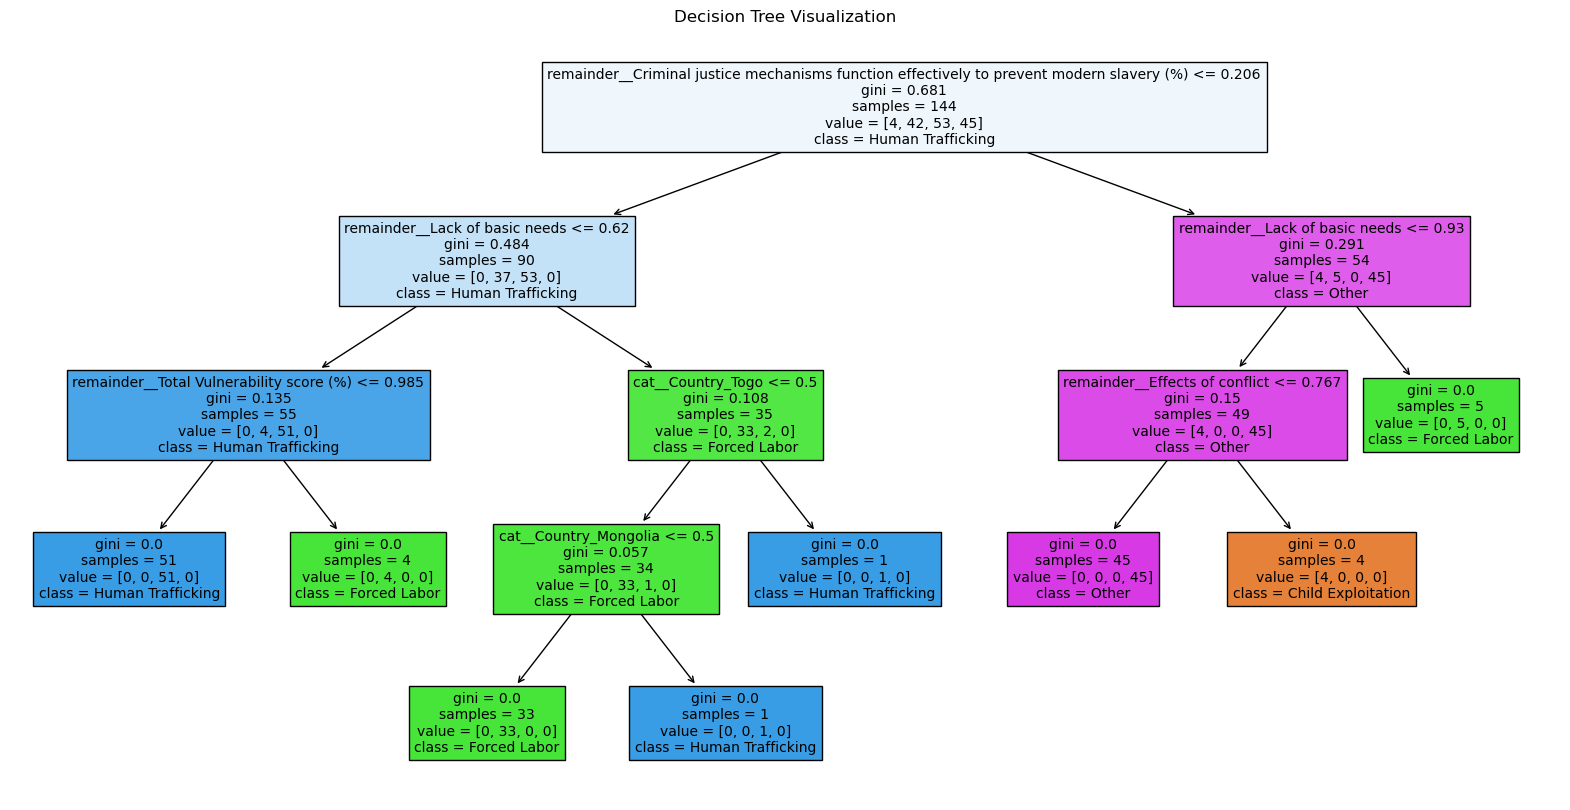 Decision Tree Visualization
remainder__Criminal justice mechanisms function effectively to prevent modern slavery (%) <= 0.206
gini = 0.681
samples = 144
value = [4, 42, 53, 45]
class = Human Trafficking
remainder__Lack of basic needs <= 0.62
gini = 0.484
samples = 90
value = [0, 37, 53, 0]
class = Human Trafficking
remainder__Lack of basic needs <= 0.93
gini = 0.291
samples = 54
value = [4, 5, 0, 45]
class = Other
remainder__Total Vulnerability score (%) <= 0.985
gini = 0.135
samples = 55
value = [0, 4, 51, 0]
class = Human Trafficking
cat__Country_Togo <= 0.5
gini = 0.108
samples = 35
value = [0, 33, 2, 0]
class = Forced Labor
remainder__Effects of conflict <= 0.767
gini = 0.15
samples = 49
value = [4, 0, 0, 45]
class = Other
gini = 0.0
samples = 5
value = [0, 5, 0, 0]
class = Forced Labor
gini = 0.0
samples = 51
value = [0, 0, 51, 0]
class = Human Trafficking
gini = 0.0
samples = 4
value = [0, 4, 0, 0]
class = Forced Labor
cat__Country_Mongolia <= 0.5
gini = 0.057
samples = 34
value = [0, 33, 1, 0]
class = Forced Labor
gini = 0.0
samples = 1
value = [0, 0, 1, 0]
class = Human Trafficking
gini = 0.0
samples = 45
value = [0, 0, 0, 45]
class = Other
gini = 0.0
samples = 4
value = [4, 0, 0, 0]
class = Child Exploitation
gini = 0.0
samples = 33
value = [0, 33, 0, 0]
class = Forced Labor
gini = 0.0
samples = 1
value = [0, 0, 1, 0]
class = Human Trafficking